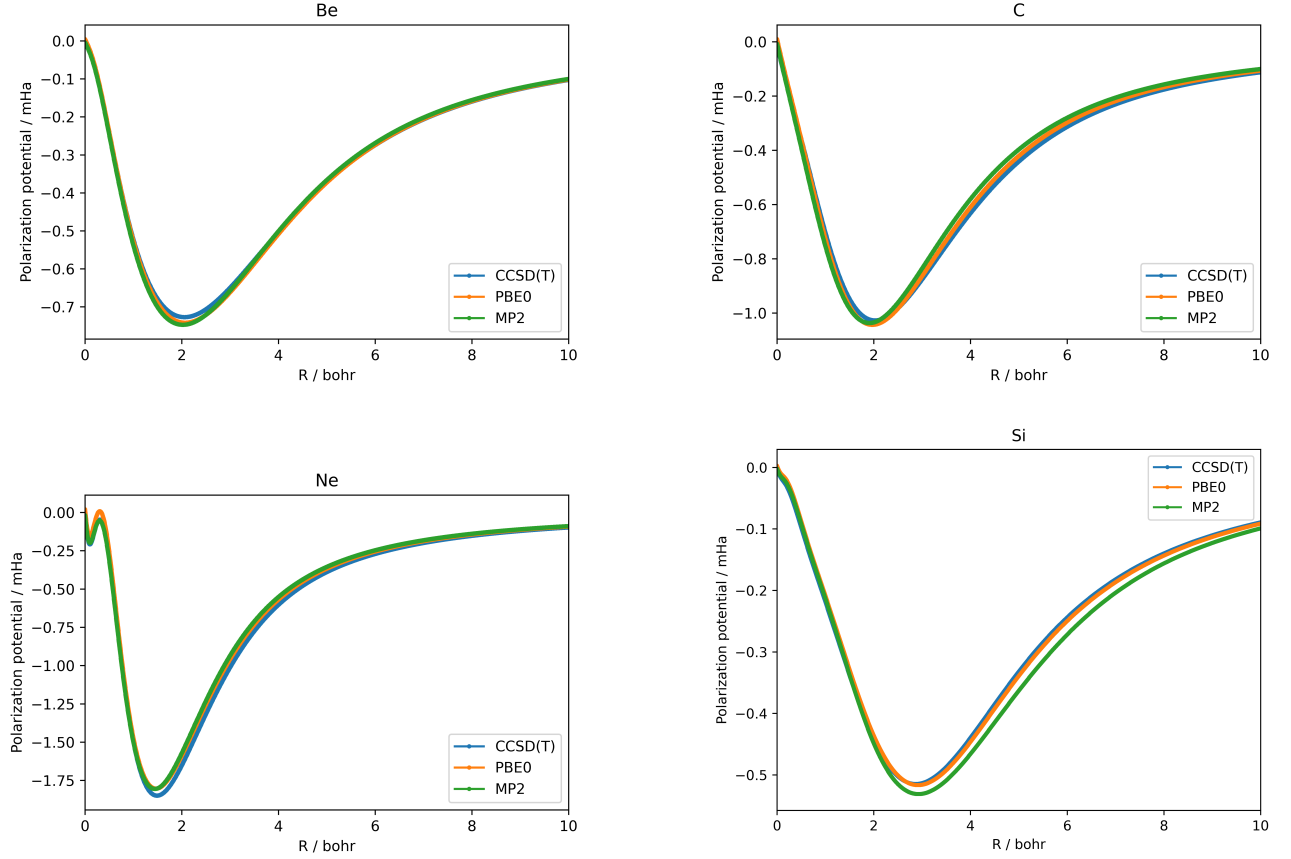 Be
0.0
−0.1
−0.2
−0.3
−0.4
−0.5
−0.6
−0.7
Polarization potential / mHa
CCSD(T)
PBE0
MP2
0 2 4 6 8 10
R / bohr
C
0.0
−0.2
−0.4
−0.6
−0.8
−1.0
Polarization potential / mHa
CCSD(T)
PBE0
MP2
0 2 4 6 8 10
R / bohr
Ne
0.00
−0.25
−0.50
−0.75
−1.00
−1.25
−1.50
−1.75
Polarization potential / mHa
CCSD(T)
PBE0
MP2
0 2 4 6 8 10
R / bohr
Si
0.0
−0.1
−0.2
−0.3
−0.4
−0.5
Polarization potential / mHa
CCSD(T)
PBE0
MP2
0 2 4 6 8 10
R / bohr